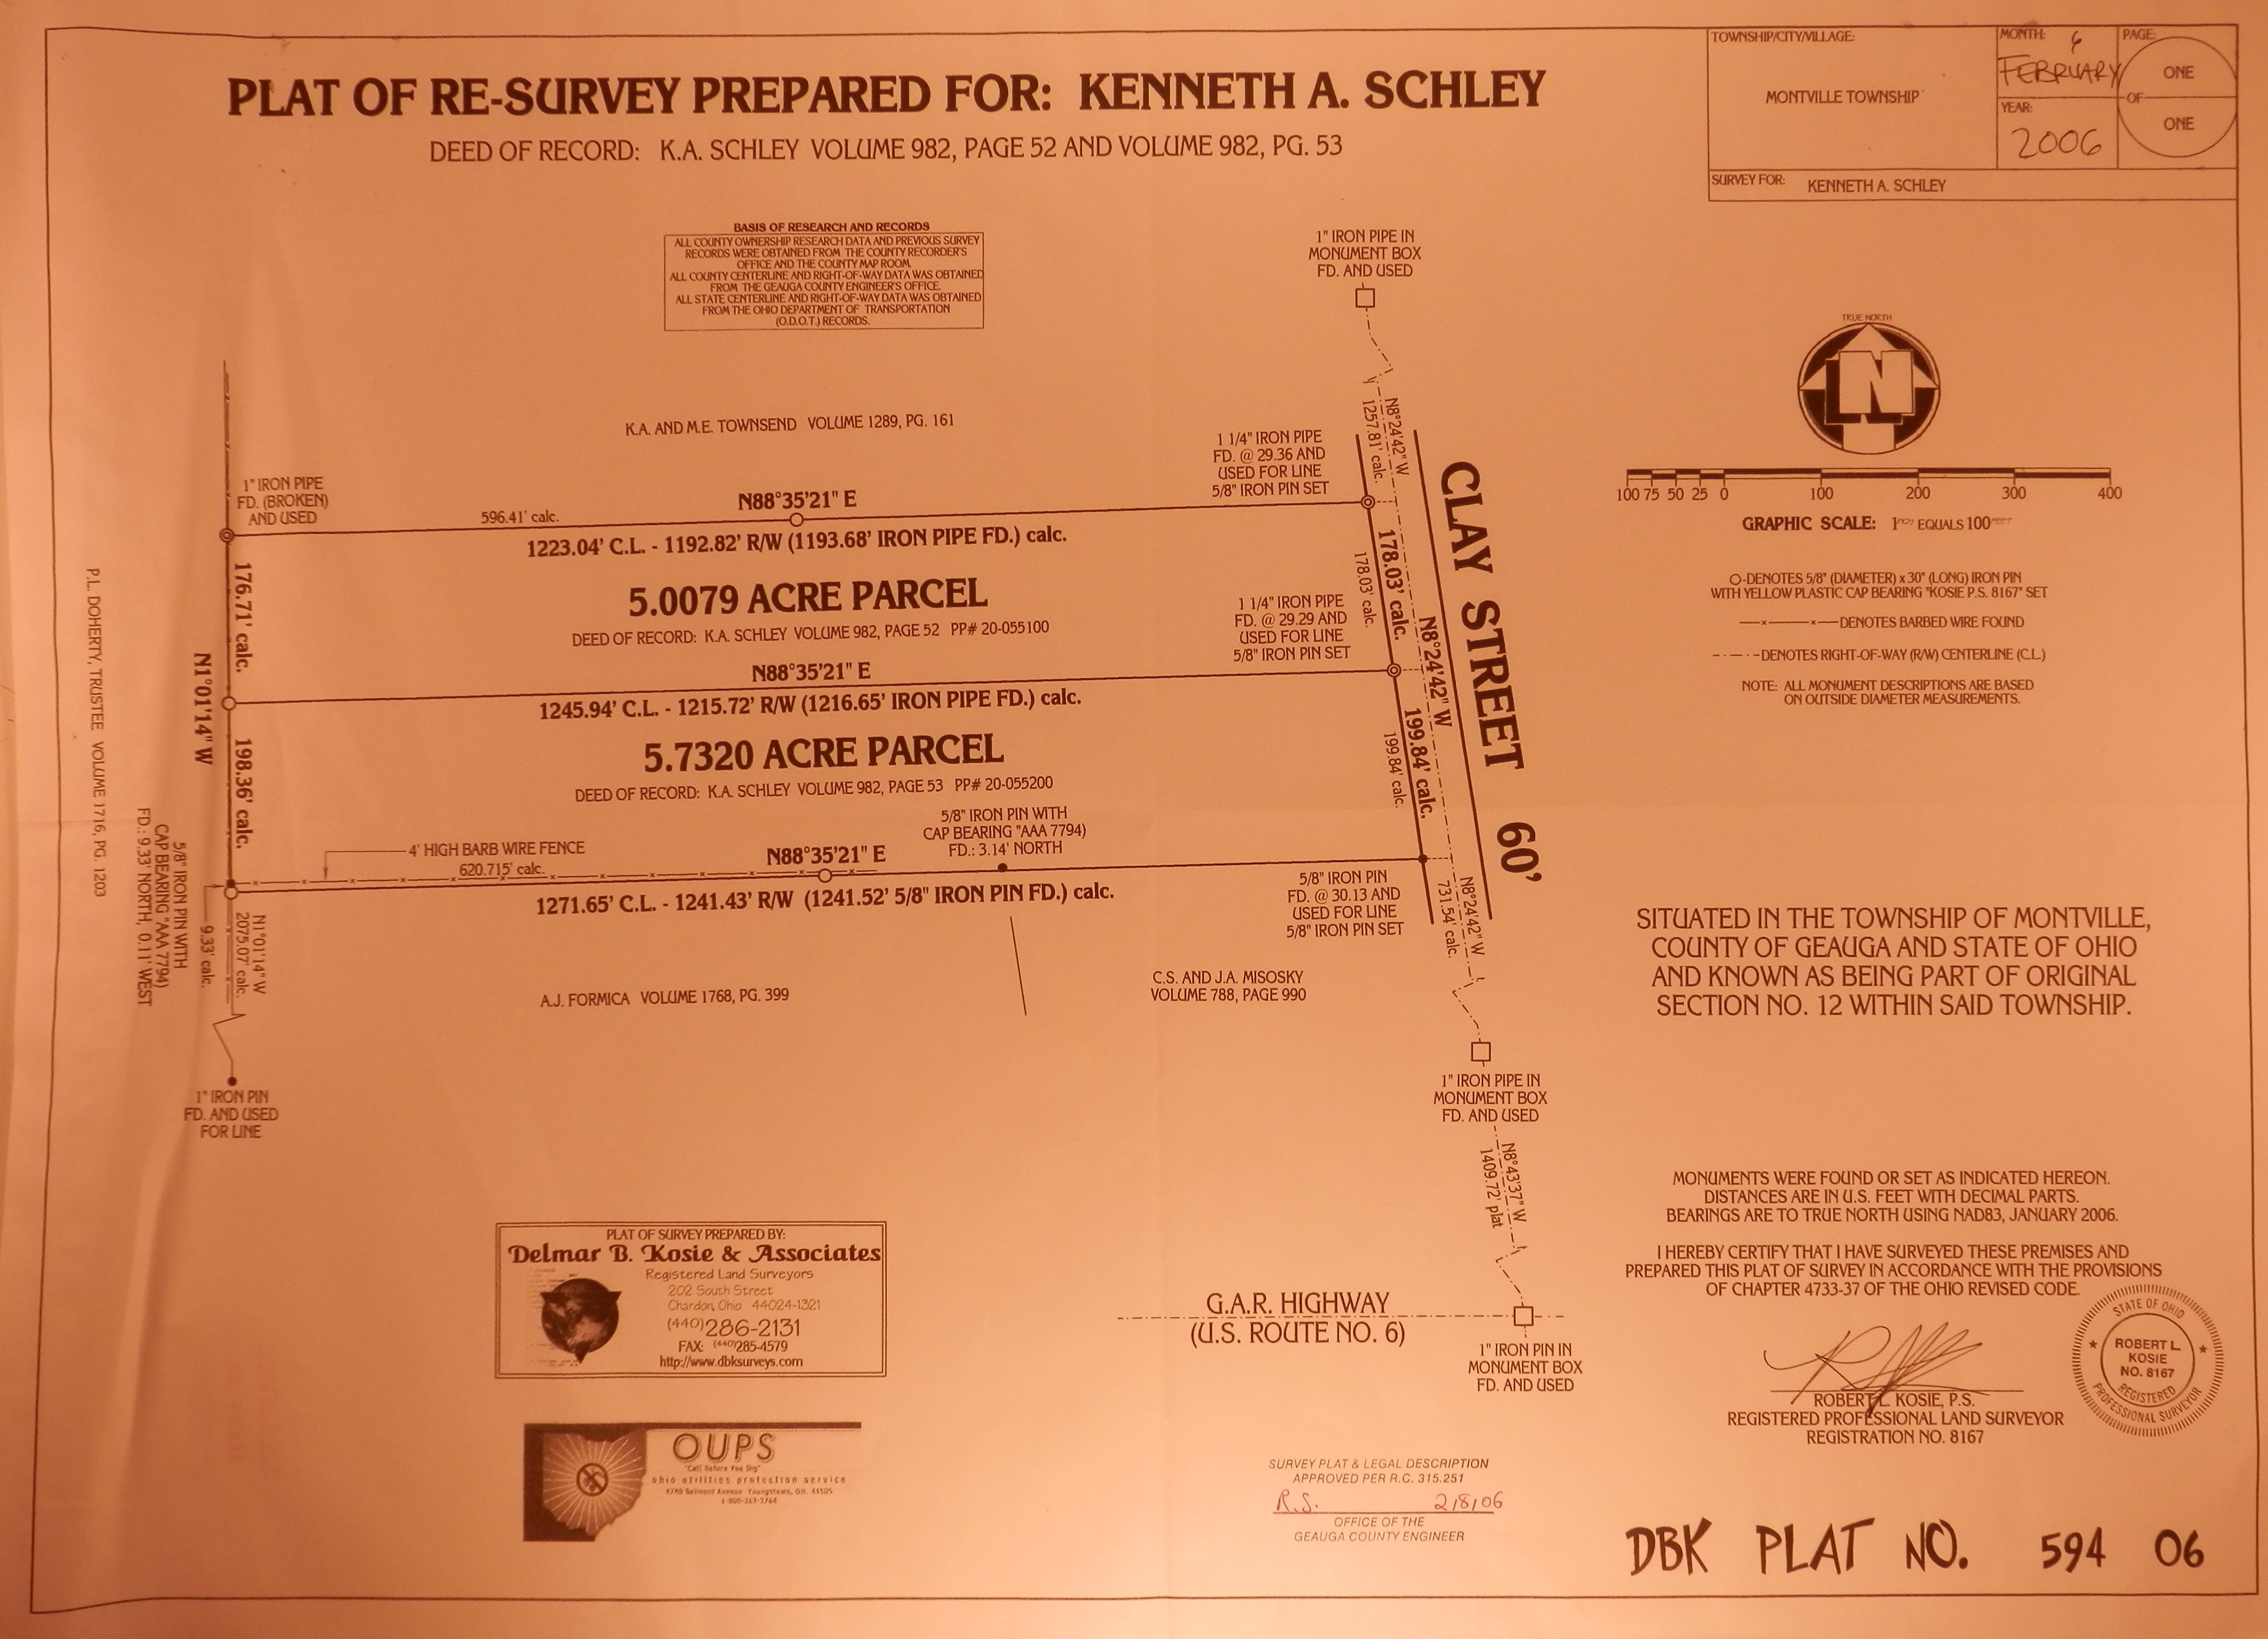 PLAT OF RE-SURVEY PREPARED FOR: KENNETH A. SCHLEY
DEED OF RECORD: K.A. SCHLEY VOLUME 982, PAGE 52 AND VOLUME 982, PG. 53
TOWNSHIP/CITY/VILLAGE:
MONTVILLE TOWNSHIP
MONTH: 6
FEBRUARY
YEAR:
2006
PAGE:
ONE
OF
ONE
SURVEY FOR: KENNETH A. SCHLEY
BASIS OF RESEARCH AND RECORDS
ALL COUNTY OWNERSHIP RESEARCH DATA AND PREVIOUS SURVEY
RECORDS WERE OBTAINED FROM THE COUNTY RECORDER'S
OFFICE AND THE COUNTY MAP ROOM.
ALL COUNTY CENTERLINE AND RIGHT-OF-WAY DATA WAS OBTAINED
FROM THE GEAUGA COUNTY ENGINEER'S OFFICE.
ALL STATE CENTERLINE AND RIGHT-OF-WAY DATA WAS OBTAINED
FROM THE OHIO DEPARTMENT OF TRANSPORTATION
(O.D.O.T.) RECORDS.
1" IRON PIPE IN
MONUMENT BOX
FD. AND USED
TRUE NORTH
N
100 75 50 25 0 100 200 300 400
GRAPHIC SCALE: 1" EQUALS 100
O-DENOTES 5/8" (DIAMETER) x 30" (LONG) IRON PIN
WITH YELLOW PLASTIC CAP BEARING "KOSIE P.S. 8167" SET
DENOTES BARBED WIRE FOUND
DENOTES RIGHT-OF-WAY (R/W) CENTERLINE (C.L.)
NOTE: ALL MONUMENT DESCRIPTIONS ARE BASED
ON OUTSIDE DIAMETER MEASUREMENTS.
K.A. AND M.E. TOWNSEND VOLUME 1289, PG. 161
N8°24'42" W
1257.81' calc.
1 1/4" IRON PIPE
FD. @ 29.36 AND
USED FOR LINE
5/8" IRON PIN SET
1" IRON PIPE
FD. (BROKEN)
AND USED
596.41' calc.
N88°35'21" E
1223.04' C.L. - 1192.82' R/W (1193.68' IRON PIPE FD.) calc.
176.71' calc.
5.0079 ACRE PARCEL
DEED OF RECORD: K.A. SCHLEY VOLUME 982, PAGE 52 PP# 20-055100
178.03' calc.
178.03' calc.
CLAY STREET 60'
1 1/4" IRON PIPE
FD. @ 29.29 AND
USED FOR LINE
5/8" IRON PIN SET
N88°35'21" E
1245.94' C.L. - 1215.72' R/W (1216.65' IRON PIPE FD.) calc.
N8°24'42" W
P.L. DOHERTY, TRUSTEE VOLUME 1716, PG. 1203
N1°01'14" W
198.36' calc.
5.7320 ACRE PARCEL
DEED OF RECORD: K.A. SCHLEY VOLUME 982, PAGE 53 PP# 20-055200
199.84' calc.
199.84' calc.
5/8" IRON PIN WITH
CAP BEARING "AAA 7794)
FD.: 3.14' NORTH
4' HIGH BARB WIRE FENCE
620.715' calc.
N88°35'21" E
1271.65' C.L. - 1241.43' R/W (1241.52' 5/8" IRON PIN FD.) calc.
5/8" IRON PIN WITH
CAP BEARING "AAA 7794)
FD.: 9.33' NORTH, 0.11' WEST
9.33' calc.
N1°01'14" W
2075.07' calc.
5/8" IRON PIN
FD. @ 30.13 AND
USED FOR LINE
5/8" IRON PIN SET
N8°24'42" W
731.54' calc.
A.J. FORMICA VOLUME 1768, PG. 399
C.S. AND J.A. MISOSKY
VOLUME 788, PAGE 990
1" IRON PIN
FD. AND USED
FOR LINE
1" IRON PIPE IN
MONUMENT BOX
FD. AND USED
N8°43'37" W
1409.72' plat
SITUATED IN THE TOWNSHIP OF MONTVILLE,
COUNTY OF GEAUGA AND STATE OF OHIO
AND KNOWN AS BEING PART OF ORIGINAL
SECTION NO. 12 WITHIN SAID TOWNSHIP.
MONUMENTS WERE FOUND OR SET AS INDICATED HEREON.
DISTANCES ARE IN U.S. FEET WITH DECIMAL PARTS.
BEARINGS ARE TO TRUE NORTH USING NAD83, JANUARY 2006.
I HEREBY CERTIFY THAT I HAVE SURVEYED THESE PREMISES AND
PREPARED THIS PLAT OF SURVEY IN ACCORDANCE WITH THE PROVISIONS
OF CHAPTER 4733-37 OF THE OHIO REVISED CODE.
ROBERT L. KOSIE, P.S.
REGISTERED PROFESSIONAL LAND SURVEYOR
REGISTRATION NO. 8167
STATE OF OHIO
ROBERT L.
KOSIE
NO. 8167
REGISTERED
PROFESSIONAL SURVEYOR
PLAT OF SURVEY PREPARED BY:
Delmar B. Kosie & Associates
Registered Land Surveyors
202 South Street
Chardon, Ohio 44024-1321
(440)286-2131
FAX: (440)285-4579
http://www.dbksurveys.com
G.A.R. HIGHWAY
(U.S. ROUTE NO. 6)
1" IRON PIN IN
MONUMENT BOX
FD. AND USED
OUPS
"Call Before You Dig"
ohio utilities protection service
4740 Belmont Avenue Youngstown, OH. 44505
1-800-362-2764
SURVEY PLAT & LEGAL DESCRIPTION
APPROVED PER R.C. 315.251
R.S. 2/8/06
OFFICE OF THE
GEAUGA COUNTY ENGINEER
DBK PLAT NO. 594 06